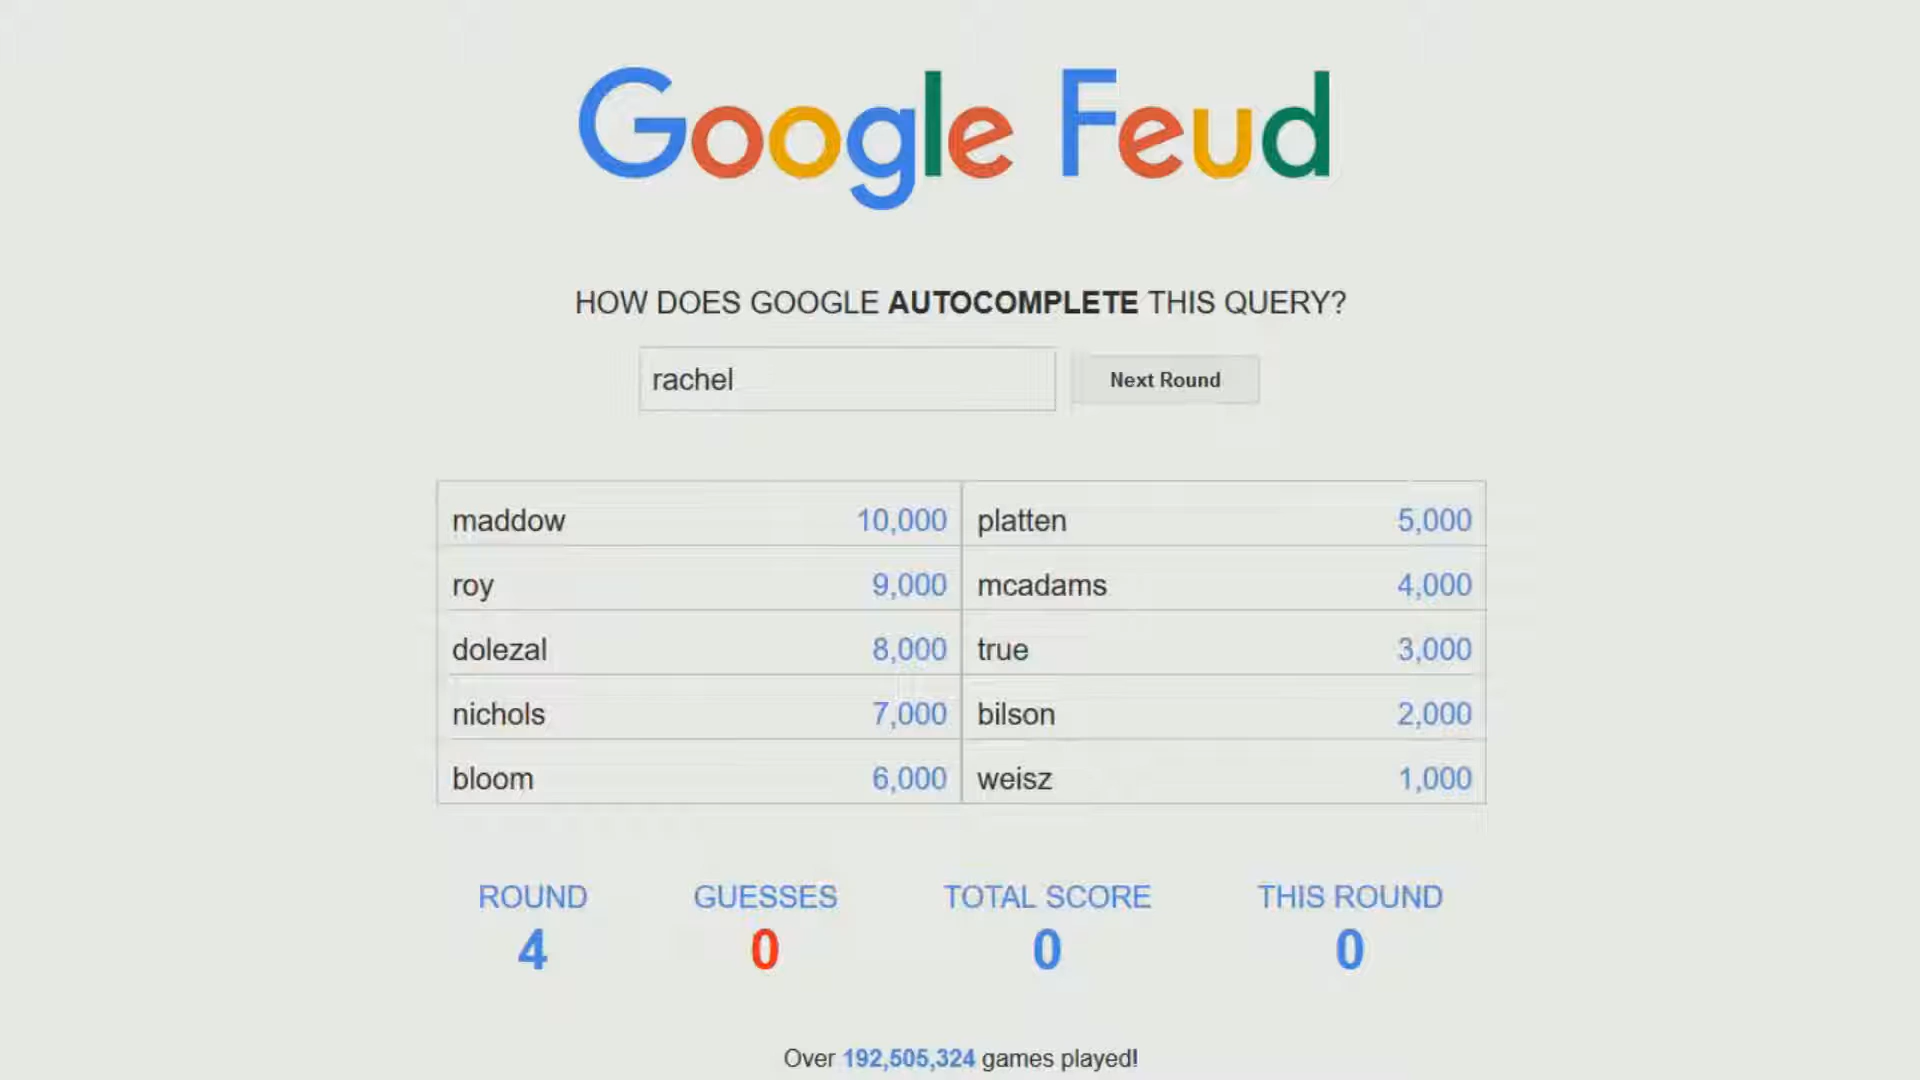 Google Feud
HOW DOES GOOGLE AUTOCOMPLETE THIS QUERY?
rachel
Next Round
maddow 10,000 platten 5,000
roy 9,000 mcadams 4,000
dolezal 8,000 true 3,000
nichols 7,000 bilson 2,000
bloom 6,000 weisz 1,000
ROUND GUESSES TOTAL SCORE THIS ROUND
4 0 0 0
Over 192,505,324 games played!